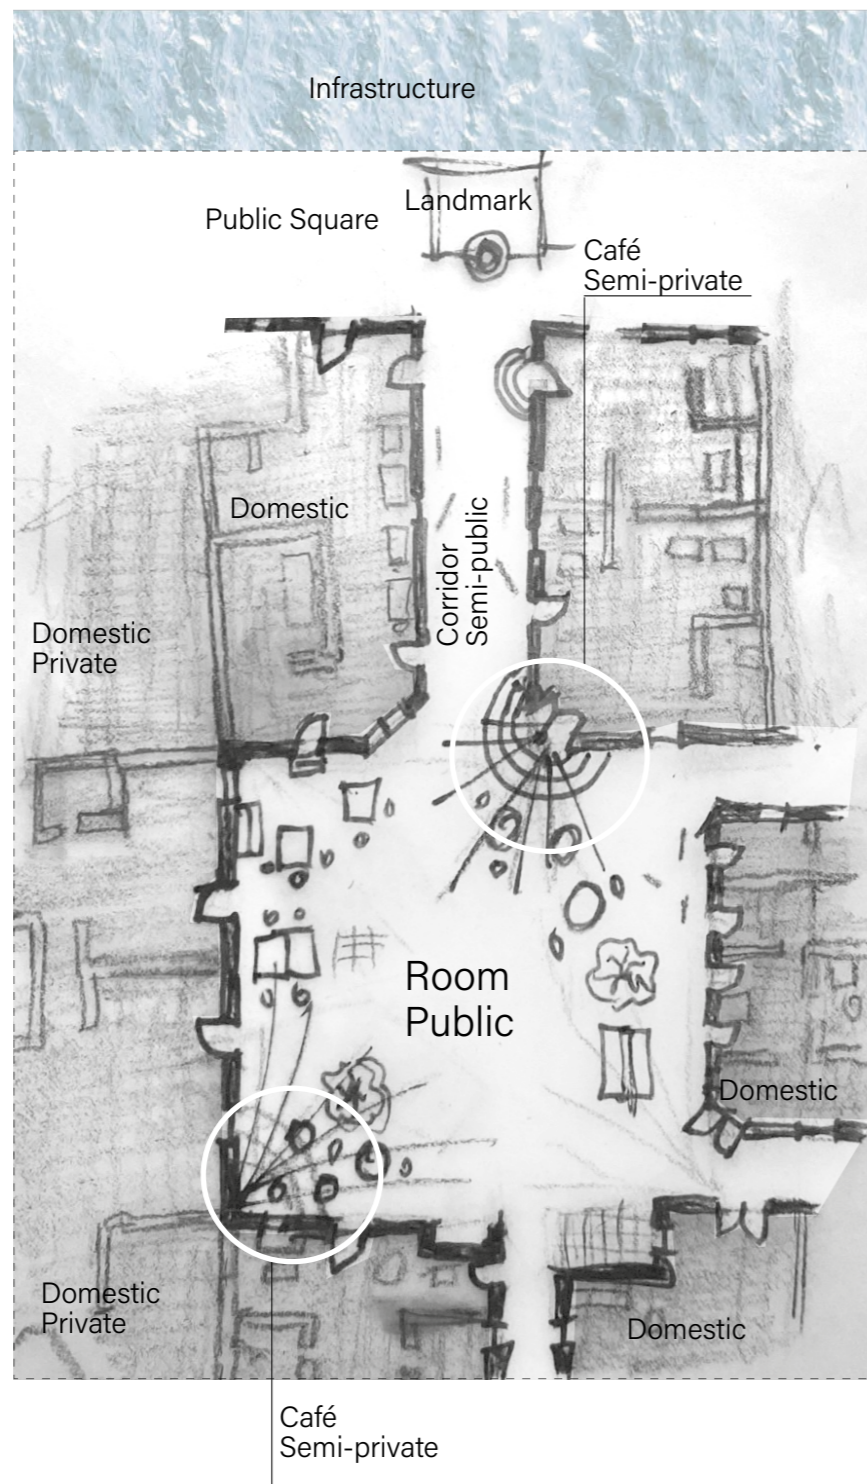 Infrastructure
Landmark
Public Square
Café
Semi-private
Domestic
Corridor
Semi-public
Domestic
Private
Room
Public
Domestic
Domestic
Private
Domestic
Café
Semi-private